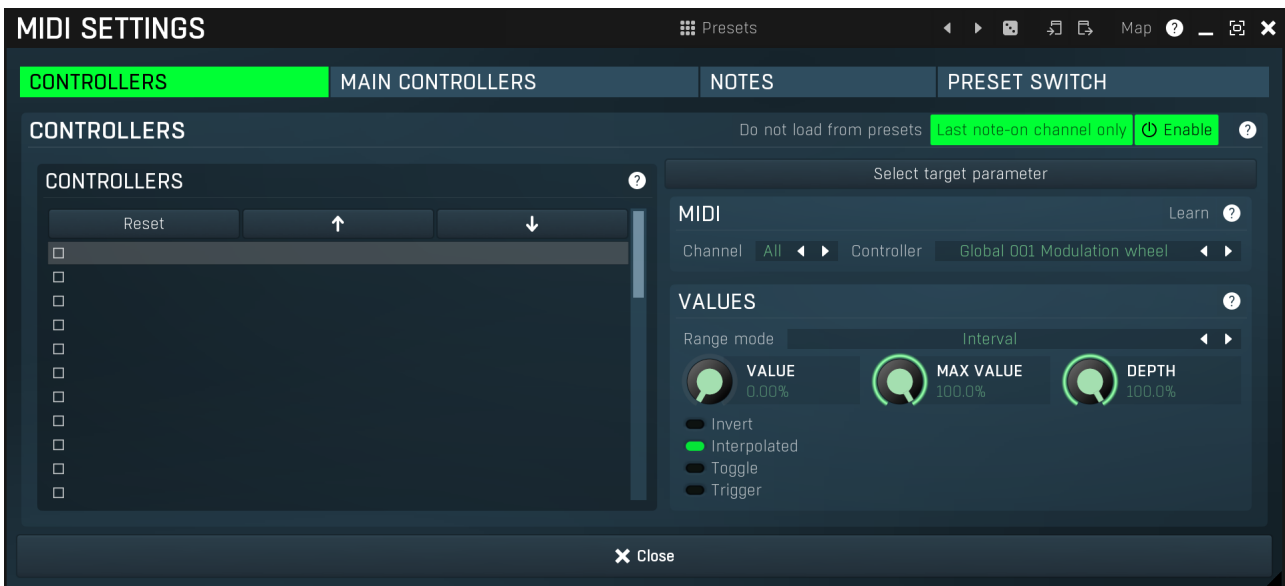 MIDI SETTINGS Presets Map ?
CONTROLLERS MAIN CONTROLLERS NOTES PRESET SWITCH
CONTROLLERS Do not load from presets Last note-on channel only Enable ?
CONTROLLERS ?
Reset ↑ ↓
Select target parameter
MIDI Learn ?
Channel All Controller Global 001 Modulation wheel
VALUES ?
Range mode Interval
VALUE MAX VALUE DEPTH
0.00% 100.0% 100.0%
Invert
Interpolated
Toggle
Trigger
Close